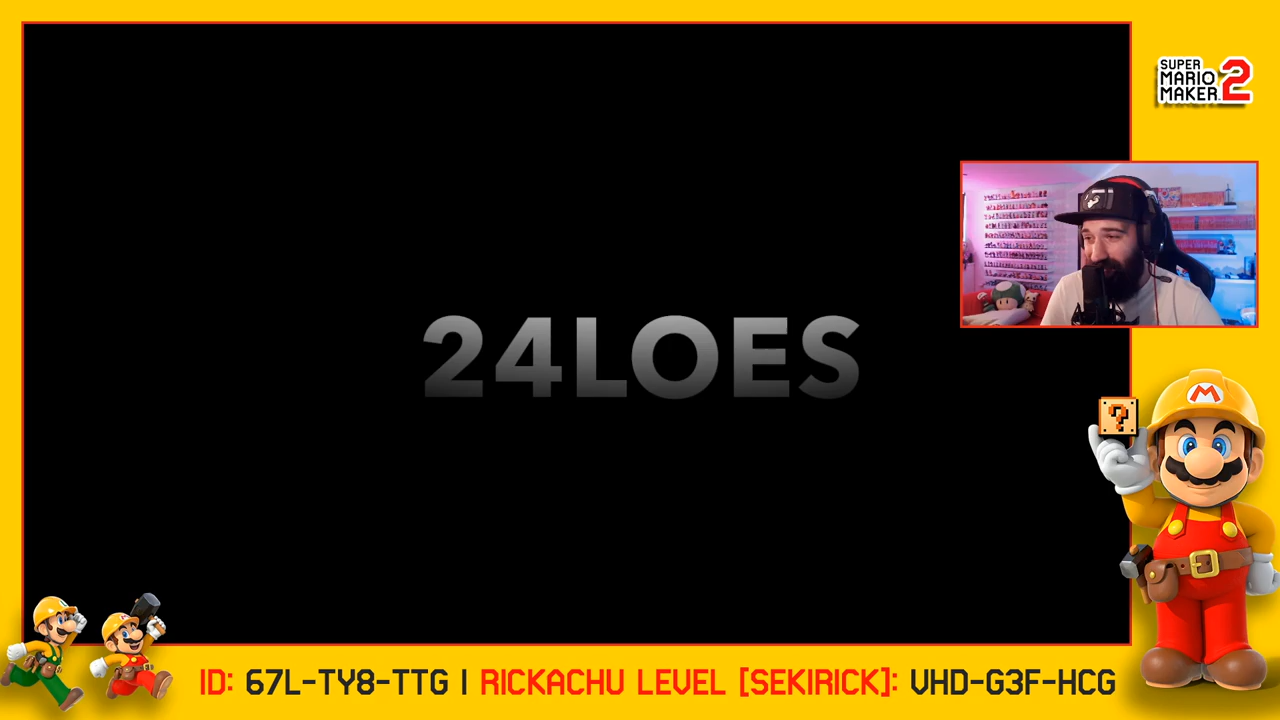 SUPER
MARIO
MAKER 2
24LOES
ID: 67L-TY8-TTG | RICKACHU LEVEL [SEKIRICK]: VHD-G3F-HCG